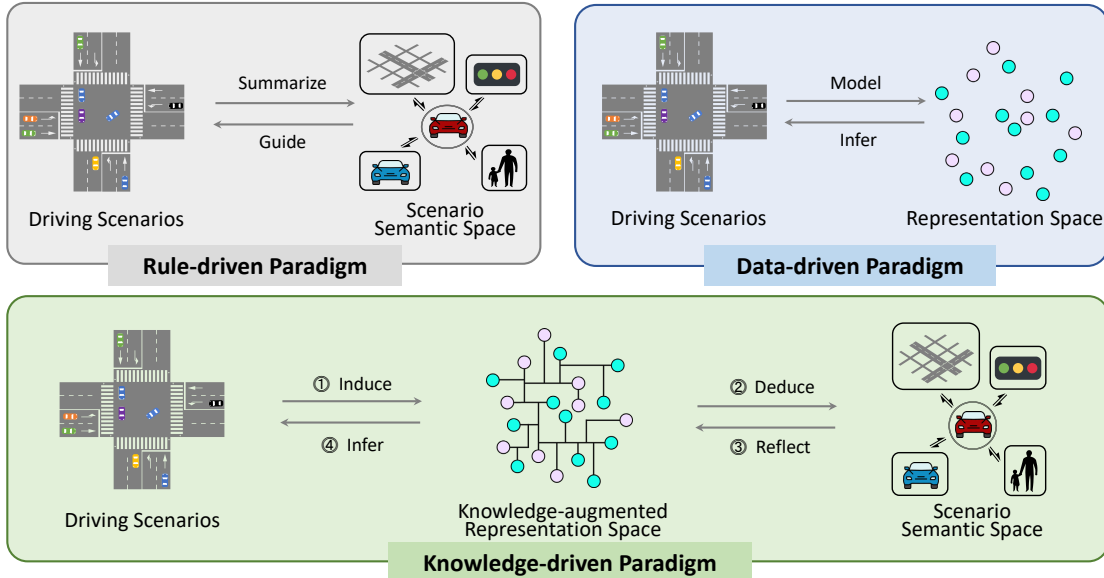 Summarize
Guide
Driving Scenarios
Scenario
Semantic Space
Rule-driven Paradigm
Model
Infer
Driving Scenarios
Representation Space
Data-driven Paradigm
① Induce
④ Infer
② Deduce
③ Reflect
Driving Scenarios
Knowledge-augmented
Representation Space
Scenario
Semantic Space
Knowledge-driven Paradigm